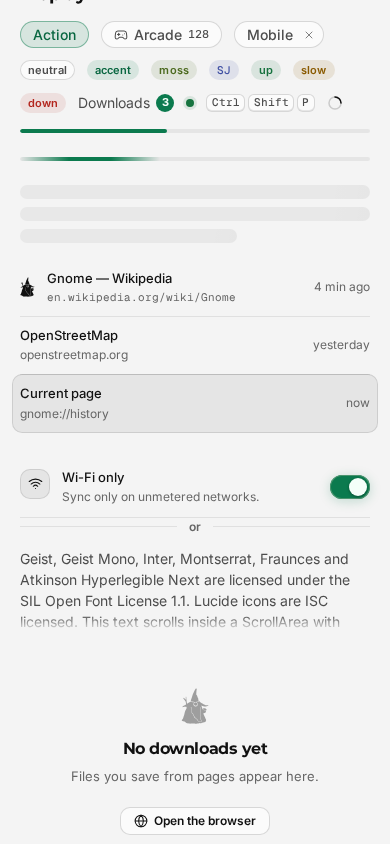 Action Arcade 128 Mobile
neutral accent moss SJ up slow
down Downloads 3 Ctrl Shift P
Gnome — Wikipedia
en.wikipedia.org/wiki/Gnome
4 min ago
OpenStreetMap
openstreetmap.org
yesterday
Current page
gnome://history
now
Wi-Fi only
Sync only on unmetered networks.
or
Geist, Geist Mono, Inter, Montserrat, Fraunces and
Atkinson Hyperlegible Next are licensed under the
SIL Open Font License 1.1. Lucide icons are ISC
licensed. This text scrolls inside a ScrollArea with
No downloads yet
Files you save from pages appear here.
Open the browser